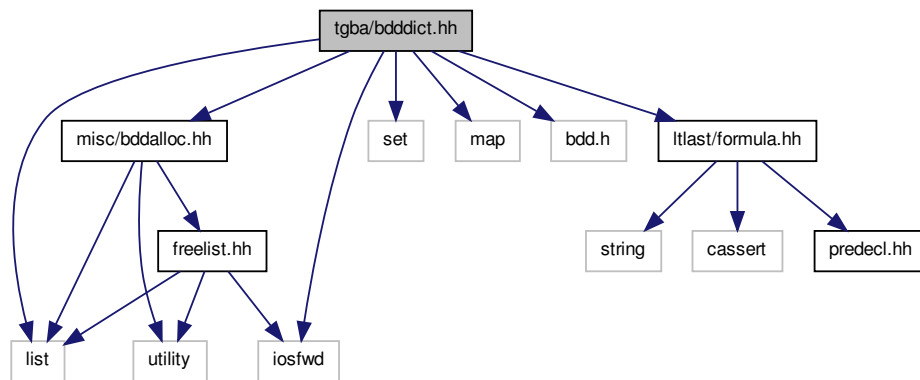 tgba/bdddict.hh
misc/bddalloc.hh
set
map
bdd.h
ltlast/formula.hh
freelist.hh
string
cassert
predecl.hh
list
utility
iosfwd